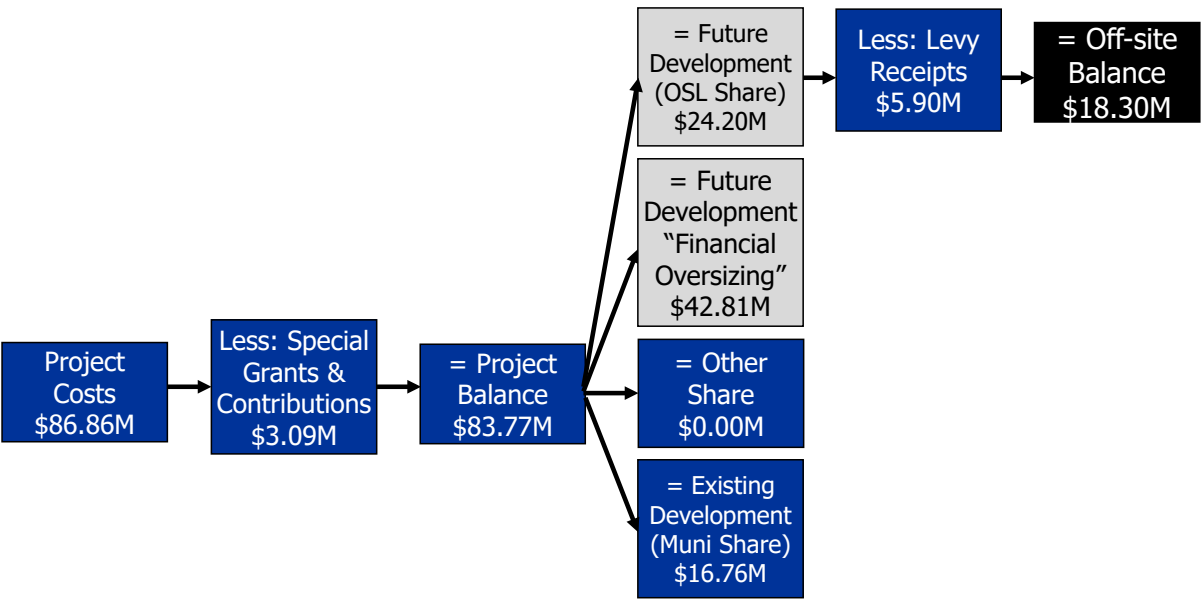 Project
Costs
$86.86M
Less: Special
Grants &
Contributions
$3.09M
= Project
Balance
$83.77M
= Future
Development
(OSL Share)
$24.20M
Less: Levy
Receipts
$5.90M
= Off-site
Balance
$18.30M
= Future
Development
“Financial
Oversizing”
$42.81M
= Other
Share
$0.00M
= Existing
Development
(Muni Share)
$16.76M